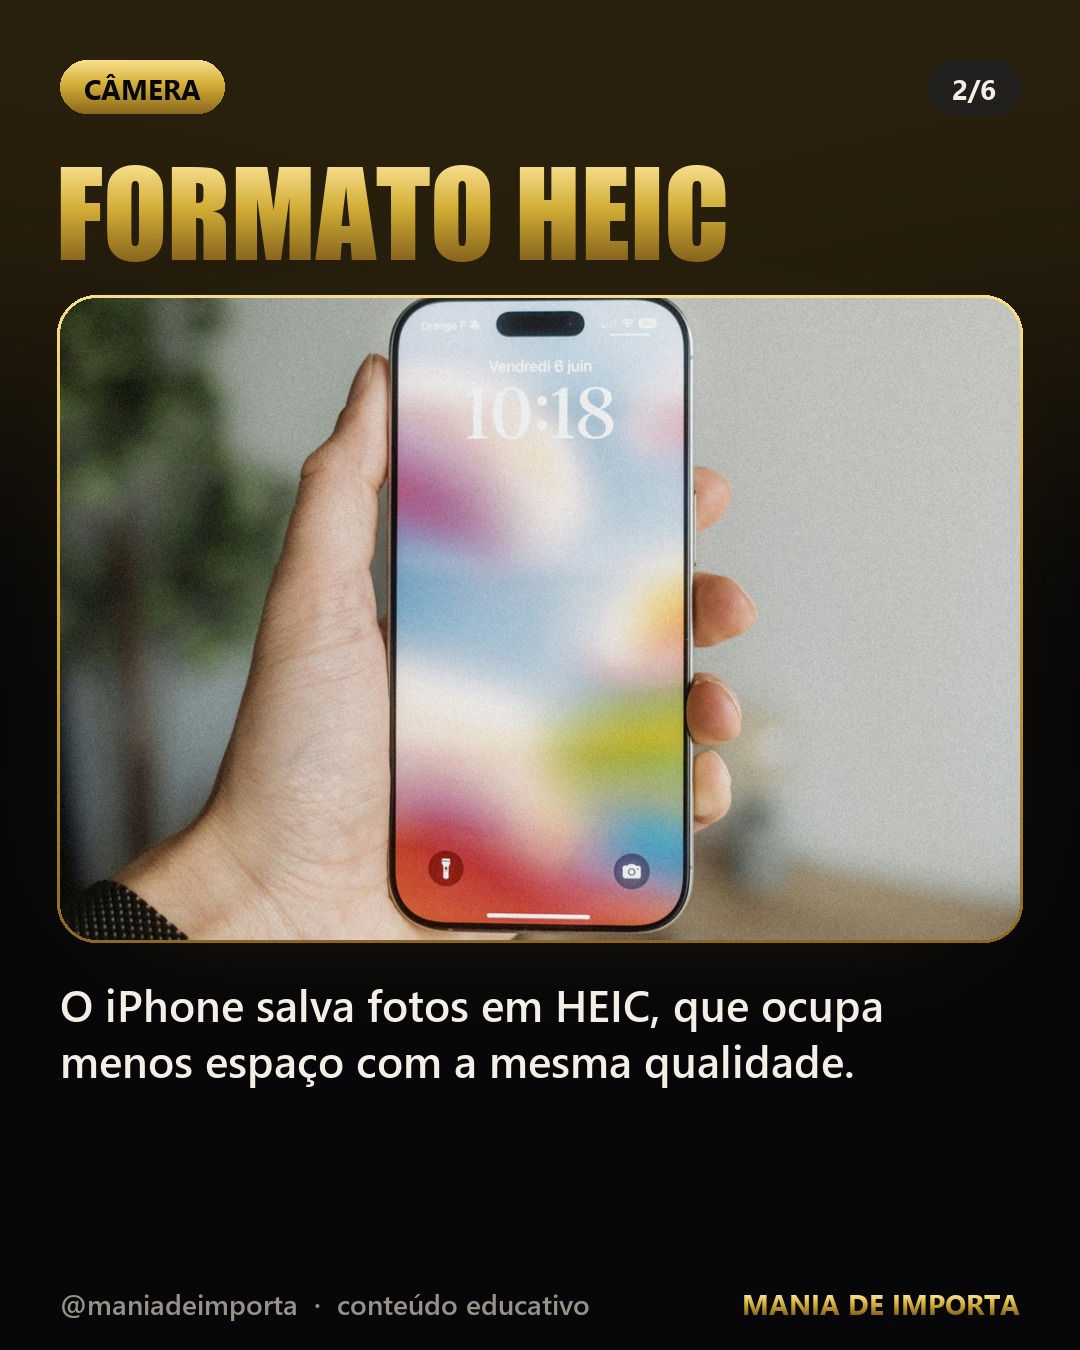 CÂMERA
2/6
FORMATO HEIC
Orange F
Vendredi 6 juin
10:18
O iPhone salva fotos em HEIC, que ocupa
menos espaço com a mesma qualidade.
@maniadeimporta · conteúdo educativo
MANIA DE IMPORTA